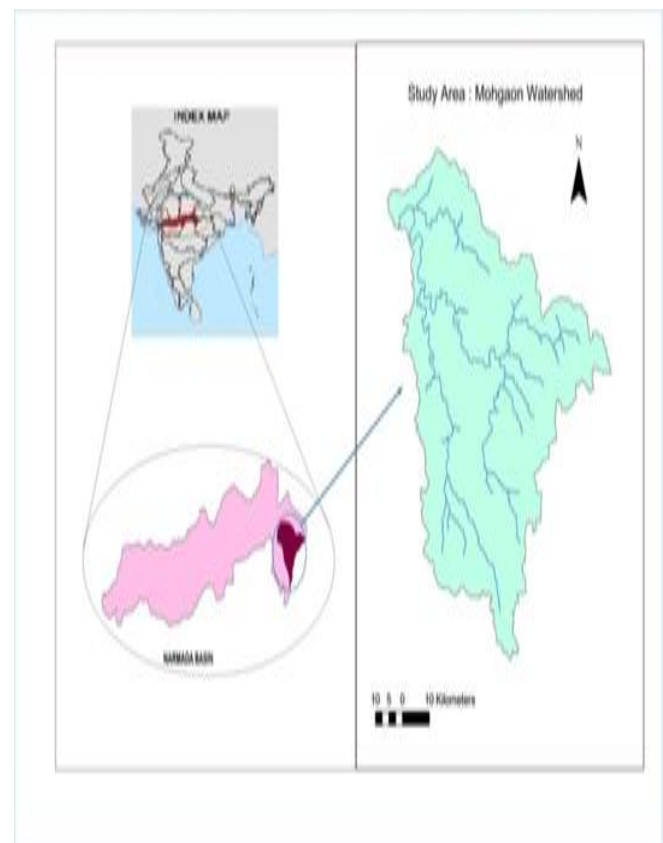 INDEX MAP
NARMADA BASIN
Study Area : Mohgaon Watershed
N
10 5 0 10 Kilometers